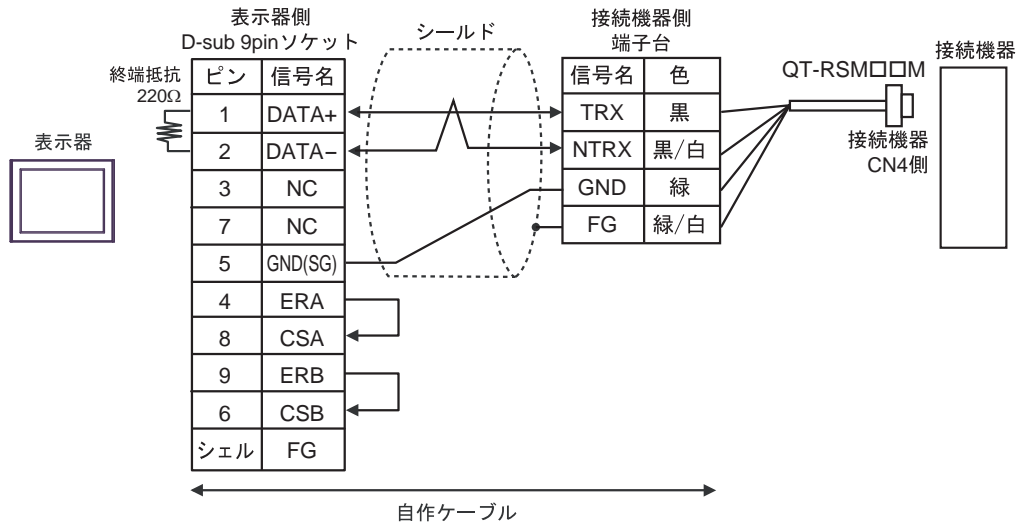 表示器側
D-sub 9pinソケット
シールド
接続機器側
端子台
接続機器
終端抵抗
220Ω
QT-RSM□□M
接続機器
CN4側
表示器
ピン 信号名
1 DATA+
2 DATA−
3 NC
7 NC
5 GND(SG)
4 ERA
8 CSA
9 ERB
6 CSB
シェル FG
信号名 色
TRX 黒
NTRX 黒/白
GND 緑
FG 緑/白
自作ケーブル